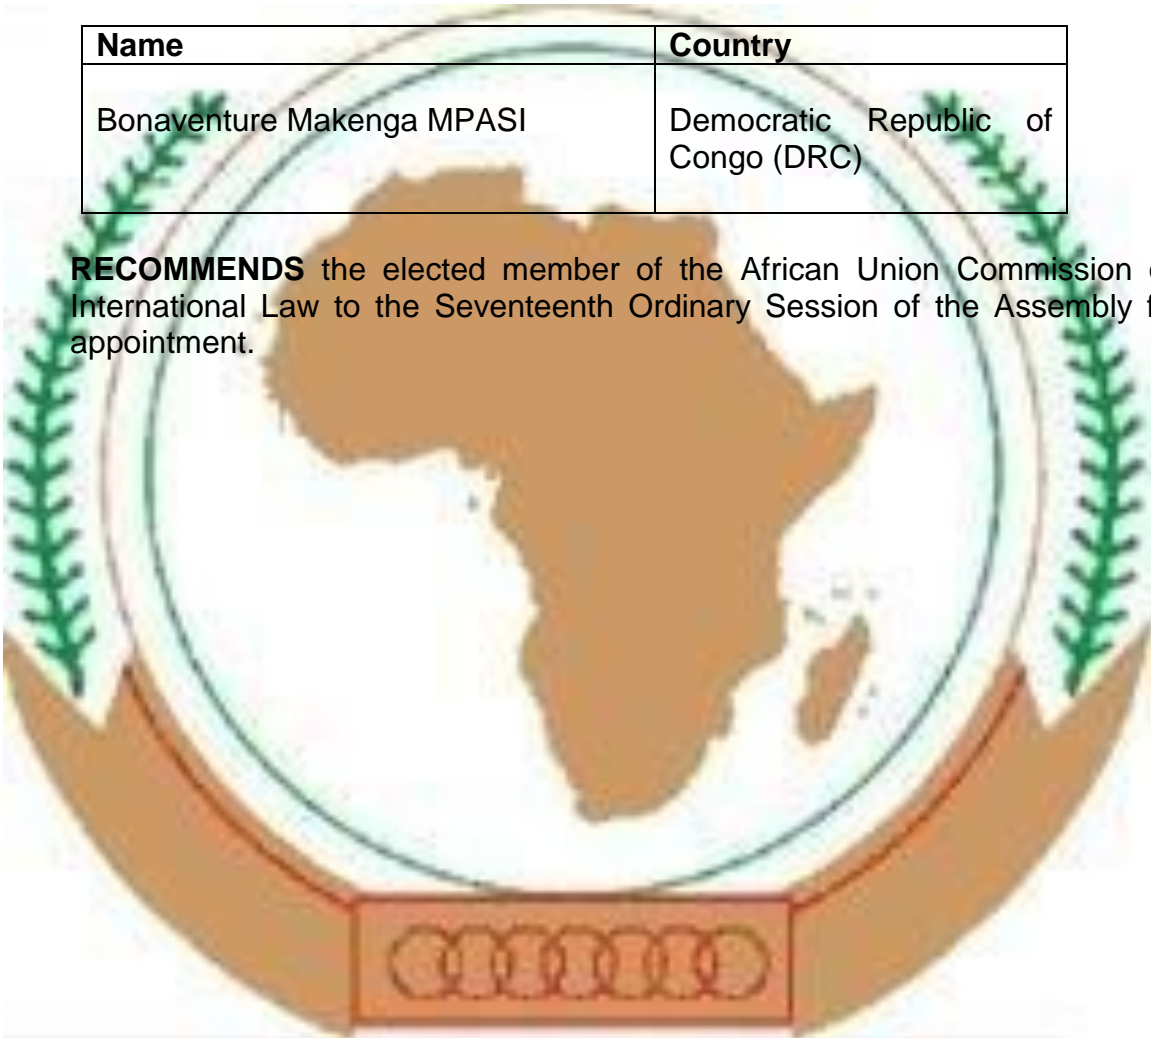 Name Country
Bonaventure Makenga MPASI Democratic Republic of
Congo (DRC)
RECOMMENDS the elected member of the African Union Commission
International Law to the Seventeenth Ordinary Session of the Assembly
appointment.